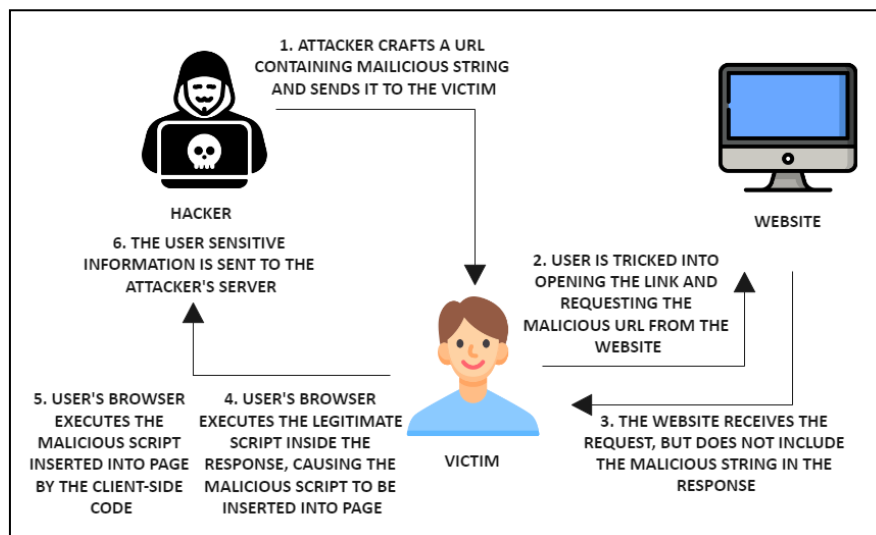 1. ATTACKER CRAFTS A URL
CONTAINING MAILICIOUS STRING
AND SENDS IT TO THE VICTIM
HACKER
WEBSITE
6. THE USER SENSITIVE
INFORMATION IS SENT TO THE
ATTACKER'S SERVER
2. USER IS TRICKED INTO
OPENING THE LINK AND
REQUESTING THE
MALICIOUS URL FROM THE
WEBSITE
5. USER'S BROWSER
EXECUTES THE
MALICIOUS SCRIPT
INSERTED INTO PAGE
BY THE CLIENT-SIDE
CODE
4. USER'S BROWSER
EXECUTES THE LEGITIMATE
SCRIPT INSIDE THE
RESPONSE, CAUSING THE
MALICIOUS SCRIPT TO BE
INSERTED INTO PAGE
VICTIM
3. THE WEBSITE RECEIVES THE
REQUEST, BUT DOES NOT INCLUDE
THE MALICIOUS STRING IN THE
RESPONSE